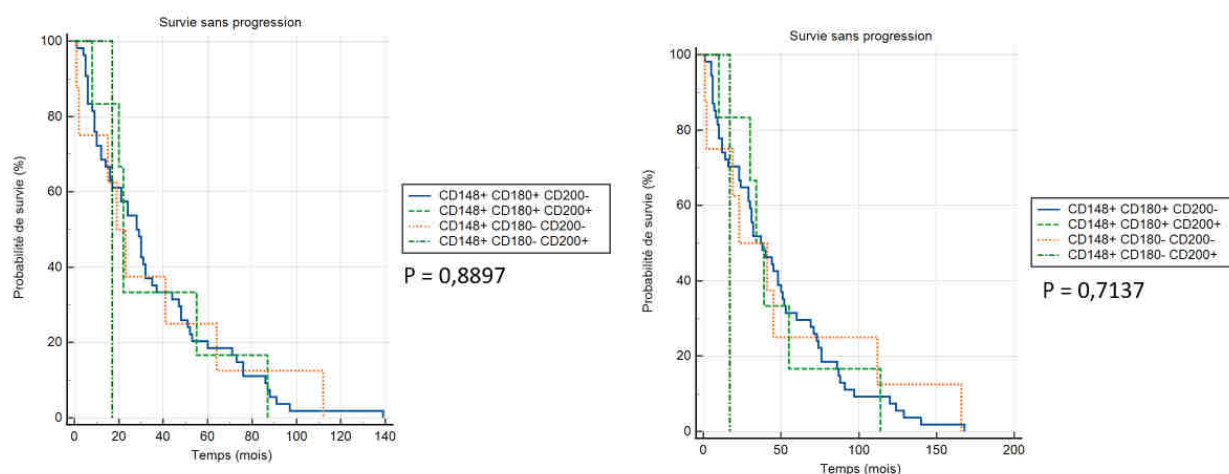 Survie sans progression
Probabilité de survie (%)
100
80
60
40
20
0
0 20 40 60 80 100 120 140
Temps (mois)
CD148+ CD180+ CD200-
CD148+ CD180+ CD200+
CD148+ CD180- CD200-
CD148+ CD180- CD200+
P = 0,8897
Survie sans progression
Probabilité de survie (%)
100
80
60
40
20
0
0 50 100 150 200
Temps (mois)
CD148+ CD180+ CD200-
CD148+ CD180+ CD200+
CD148+ CD180- CD200-
CD148+ CD180- CD200+
P = 0,7137